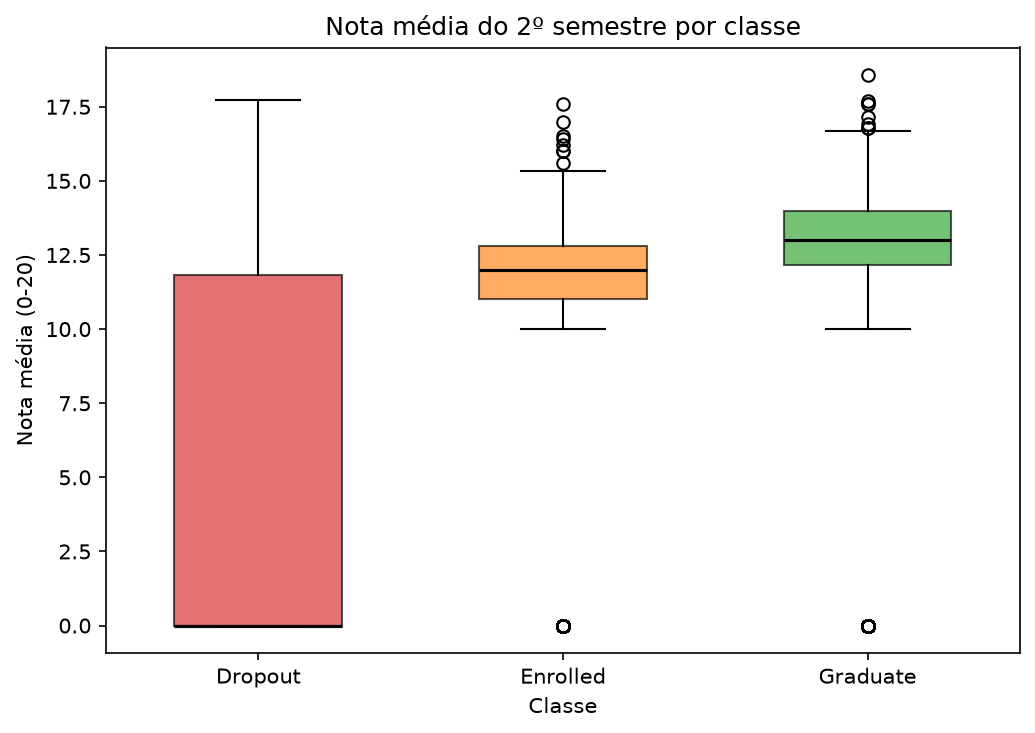 Nota média do 2º semestre por classe
Nota média (0-20)
17.5
15.0
12.5
10.0
7.5
5.0
2.5
0.0
Dropout Enrolled Graduate
Classe